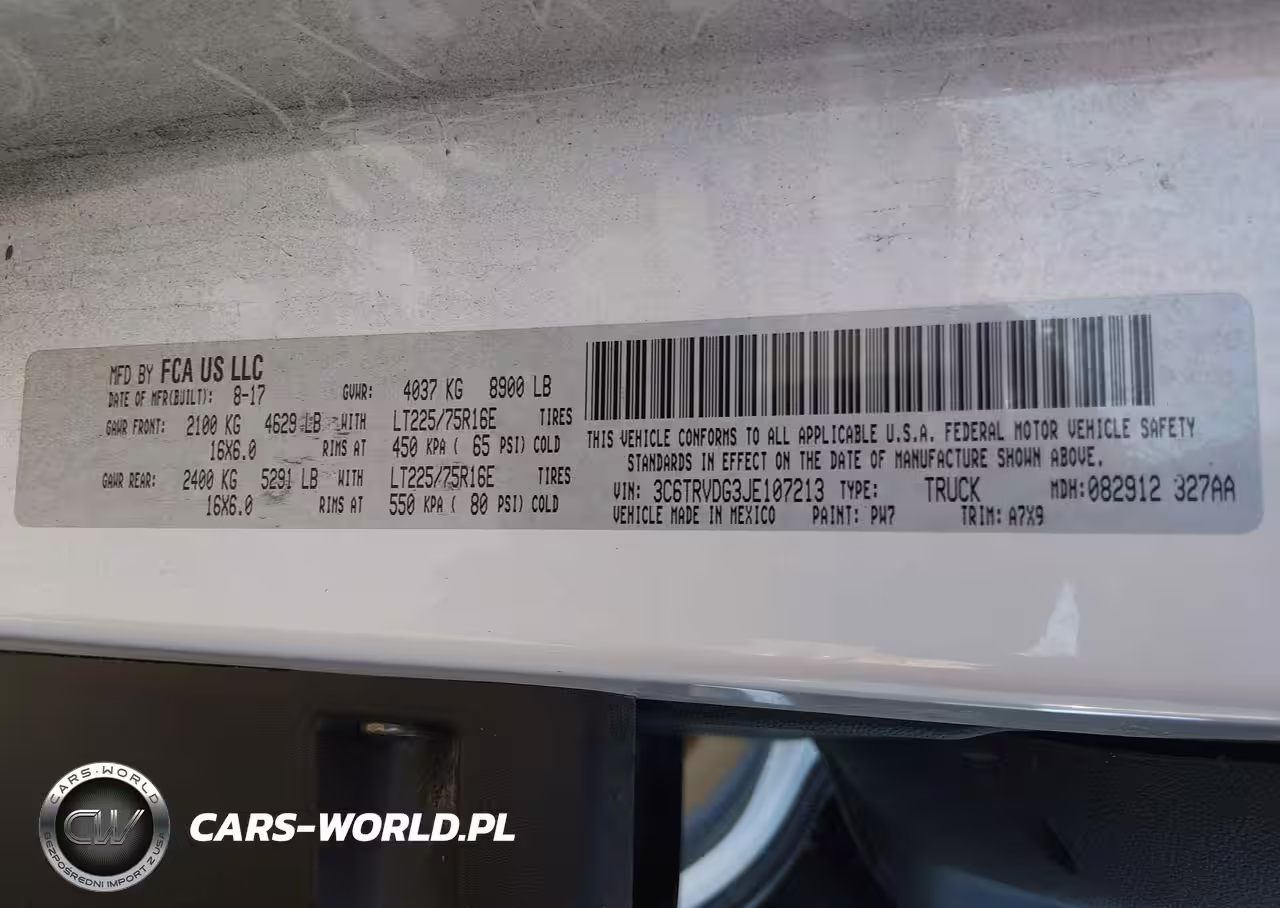 MFD BY FCA US LLC
DATE OF MFR(BUILT): 8-17 GVWR: 4037 KG 8900 LB
GAWR FRONT: 2100 KG 4629 LB WITH LT225/75R16E TIRES
16X6.0 RIMS AT 450 KPA ( 65 PSI) COLD
GAWR REAR: 2400 KG 5291 LB WITH LT225/75R16E TIRES
16X6.0 RIMS AT 550 KPA ( 80 PSI) COLD
THIS VEHICLE CONFORMS TO ALL APPLICABLE U.S.A. FEDERAL MOTOR VEHICLE SAFETY
STANDARDS IN EFFECT ON THE DATE OF MANUFACTURE SHOWN ABOVE.
VIN: 3C6TRVDG3JE107213 TYPE: TRUCK MDH:082912 327AA
VEHICLE MADE IN MEXICO PAINT: PW7 TRIM: A7X9
CARS-WORLD
CW
BEZPOŚREDNI IMPORT Z USA
CARS-WORLD.PL